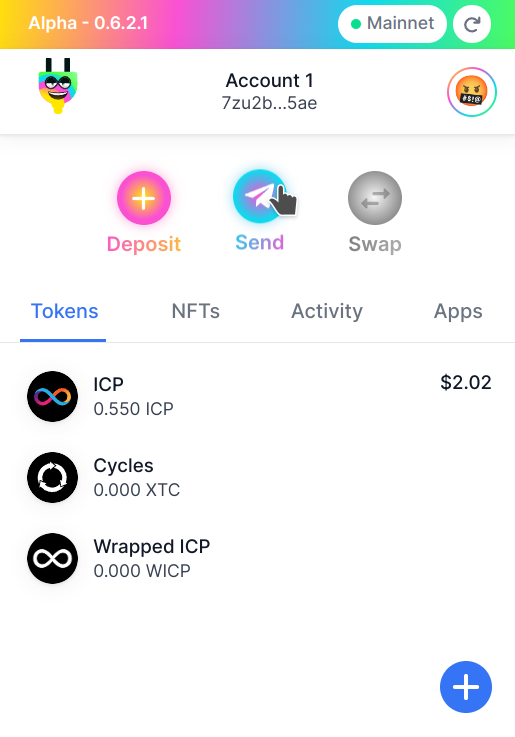 Alpha - 0.6.2.1
Mainnet
Account 1
7zu2b...5ae
Deposit
Send
Swap
Tokens
NFTs
Activity
Apps
ICP
$2.02
0.550 ICP
Cycles
0.000 XTC
Wrapped ICP
0.000 WICP